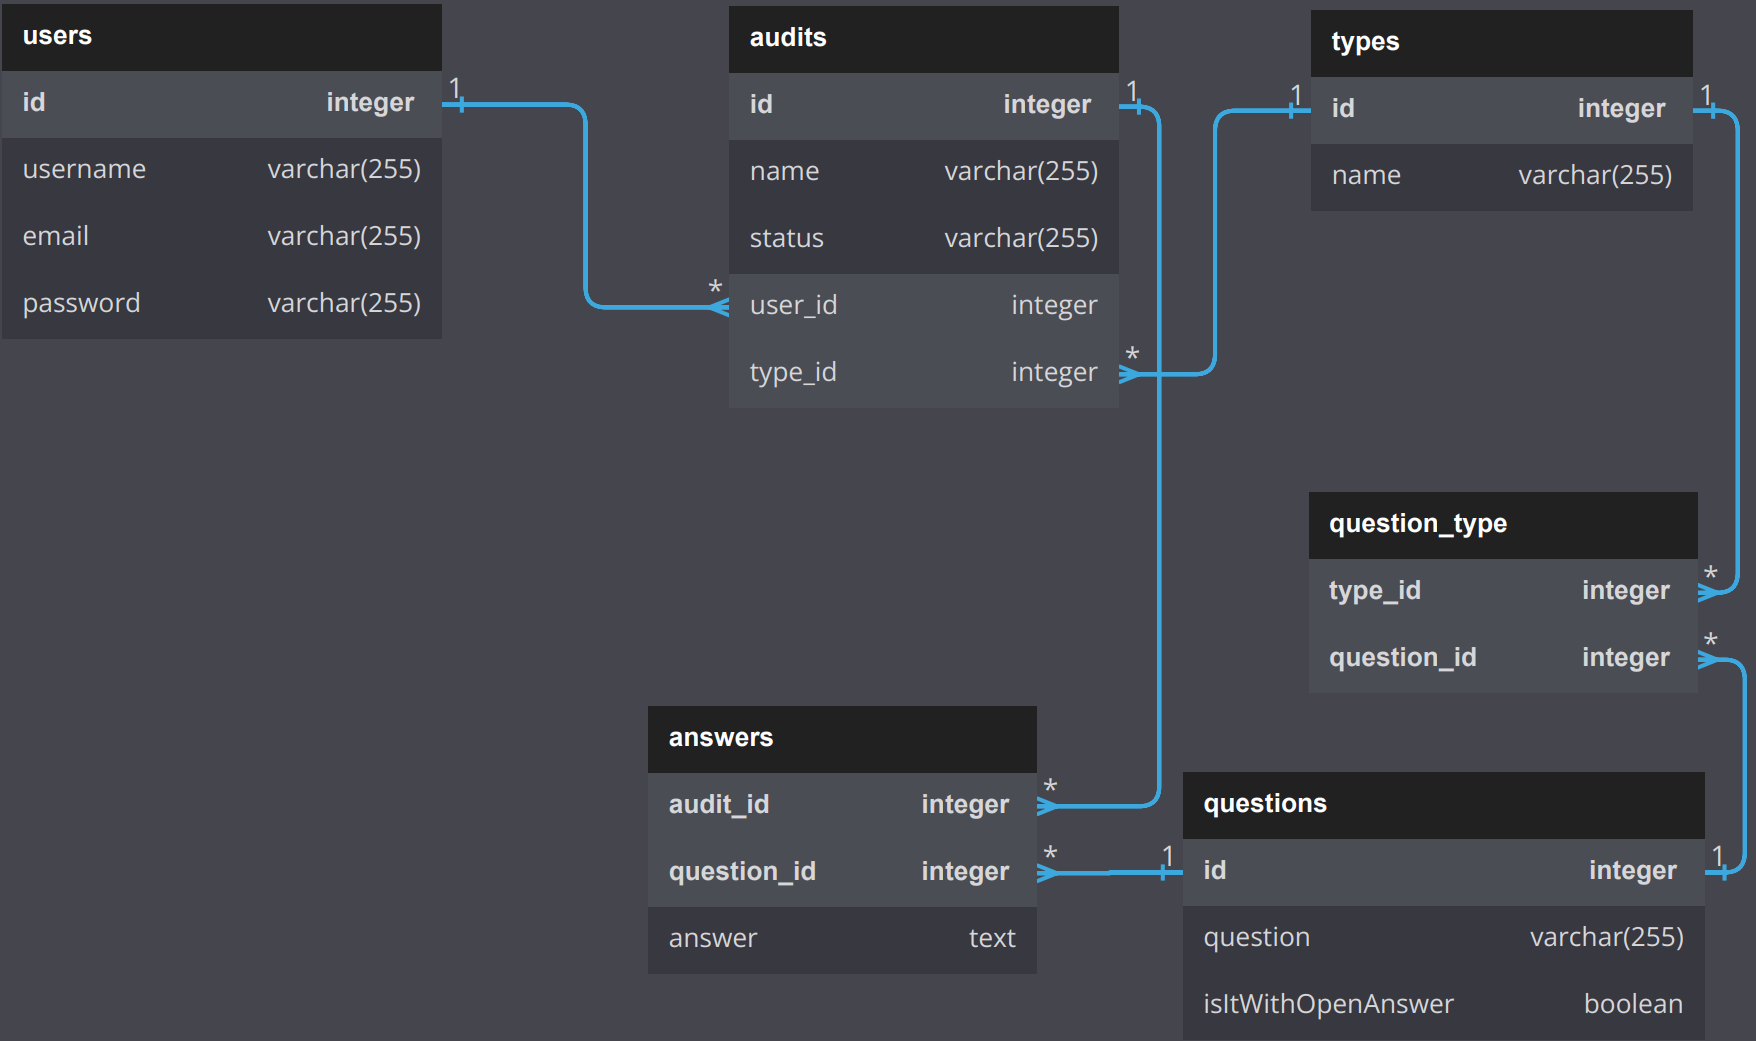 users
id integer
username varchar(255)
email varchar(255)
password varchar(255)
1
*
audits
id integer
name varchar(255)
status varchar(255)
user_id integer
type_id integer
1
*
types
id integer
name varchar(255)
1
1
question_type
type_id integer
question_id integer
*
*
answers
audit_id integer
question_id integer
answer text
*
*
questions
id integer
question varchar(255)
isItWithOpenAnswer boolean
1
1